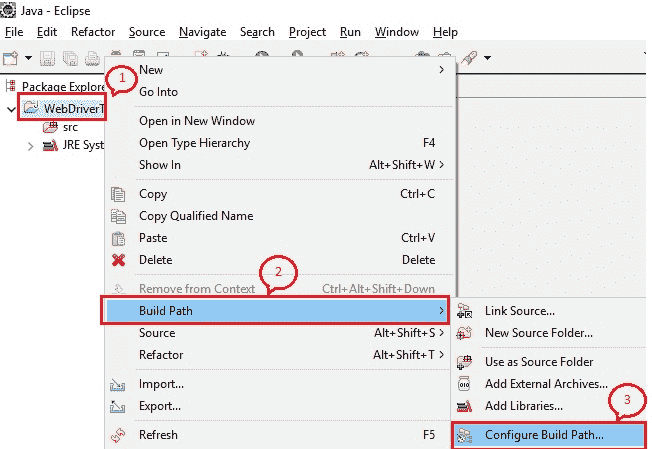 Java - Eclipse
File Edit Refactor Source Navigate Search Project Run Window Help
Package Explore
1
New
Go Into
WebDriverT
src
JRE Syst
Open in New Window
Open Type Hierarchy F4
Show In Alt+Shift+W
Copy Ctrl+C
Copy Qualified Name
Paste Ctrl+V
Delete Delete
2
Remove from Context Ctrl+Alt+Shift+Down
Build Path
Source Alt+Shift+S
Refactor Alt+Shift+T
Import...
Export...
Refresh F5
Link Source...
New Source Folder...
Use as Source Folder
Add External Archives...
Add Libraries...
3
Configure Build Path...